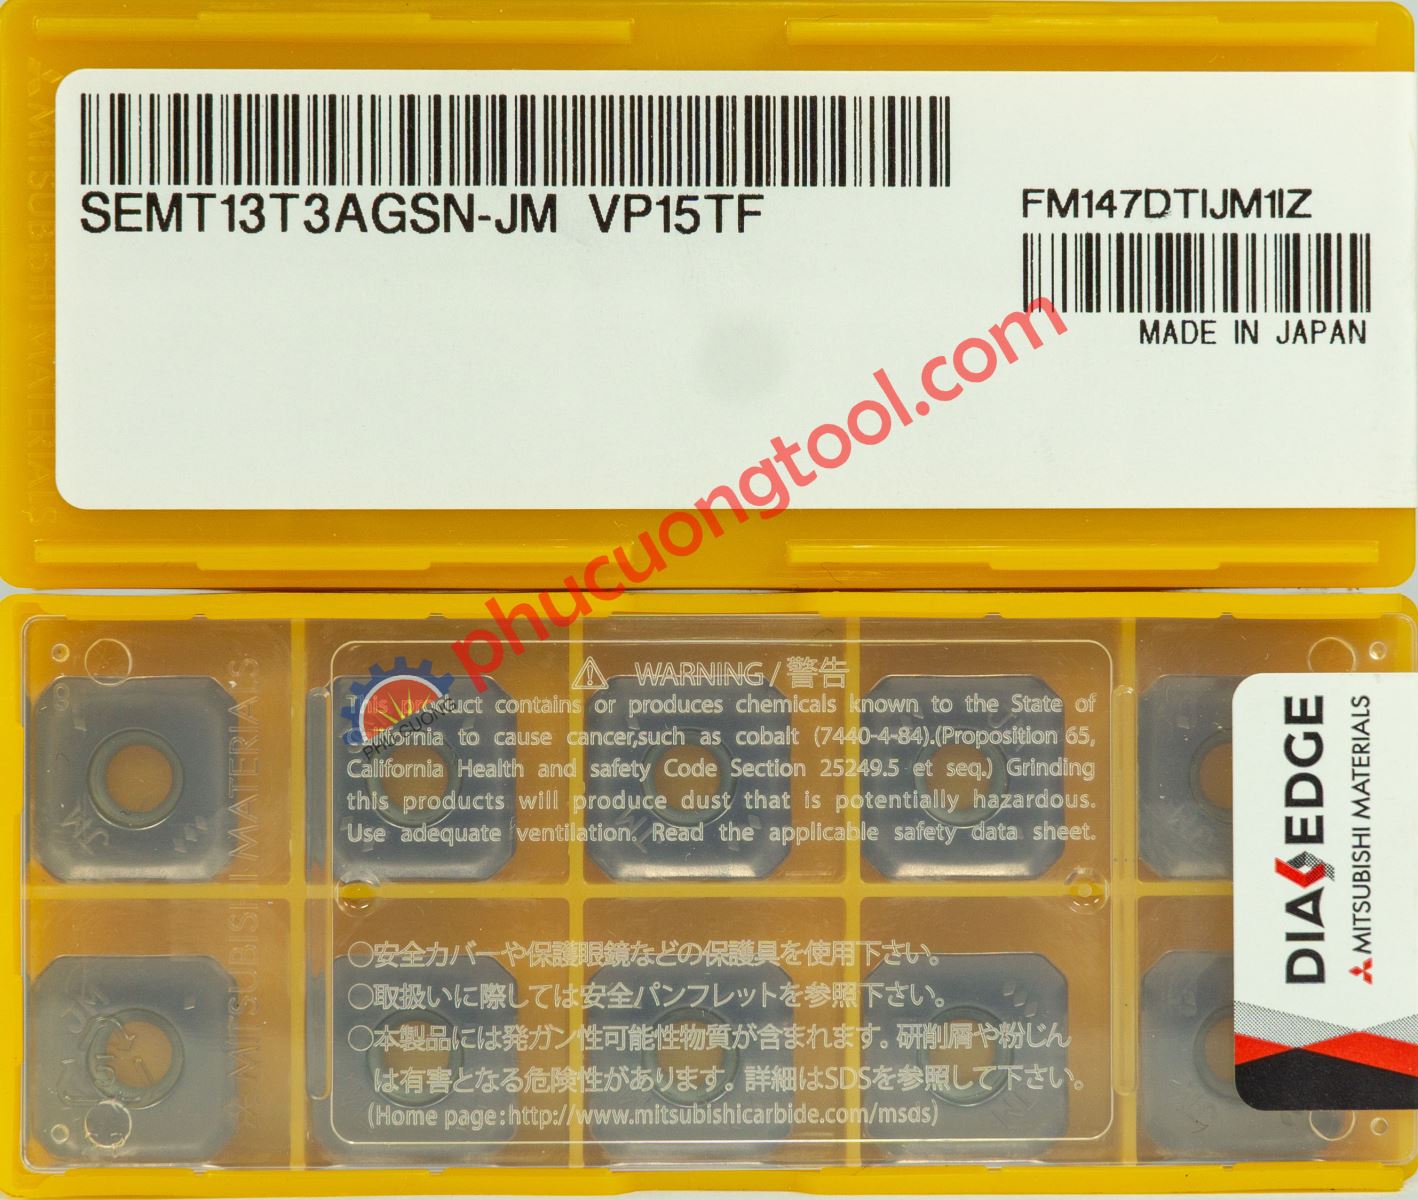 SEMT13T3AGSN-JM VP15TF
FM147DTIJM1IZ
MADE IN JAPAN
MITSUBISHI MATERIALS
phucuongtool.com
PHU CUONG
WARNING / 警告
This product contains or produces chemicals known to the State of
California to cause cancer,such as cobalt (7440-4-84).(Proposition 65,
California Health and safety Code Section 25249.5 et seq.) Grinding
this products will produce dust that is potentially hazardous.
Use adequate ventilation. Read the applicable safety data sheet.
○安全カバーや保護眼鏡などの保護具を使用下さい。
○取扱いに際しては安全パンフレットを参照下さい。
○本製品には発ガン性可能性物質が含まれます。研削屑や粉じん
は有害となる危険性があります。詳細はSDSを参照して下さい。
(Home page:http://www.mitsubishicarbide.com/msds)
MITSUBISHI MATERIALS
JM
DIAEDGE
MITSUBISHI MATERIALS